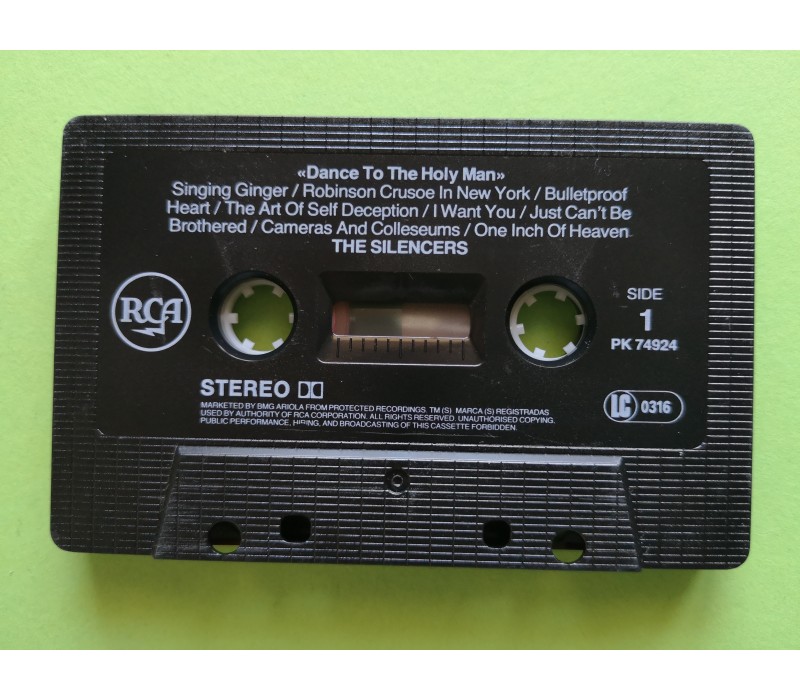 «Dance To The Holy Man»
Singing Ginger / Robinson Crusoe In New York / Bulletproof
Heart / The Art Of Self Deception / I Want You / Just Can't Be
Brothered / Cameras And Colleseums / One Inch Of Heaven
THE SILENCERS
RCA
SIDE
1
PK 74924
STEREO
LC 0316
MARKETED BY BMG ARIOLA FROM PROTECTED RECORDINGS. TM (S) MARCA (S) REGISTRADAS
USED BY AUTHORITY OF RCA CORPORATION. ALL RIGHTS RESERVED. UNAUTHORISED COPYING.
PUBLIC PERFORMANCE, HIRING, AND BROADCASTING OF THIS CASSETTE FORBIDDEN.